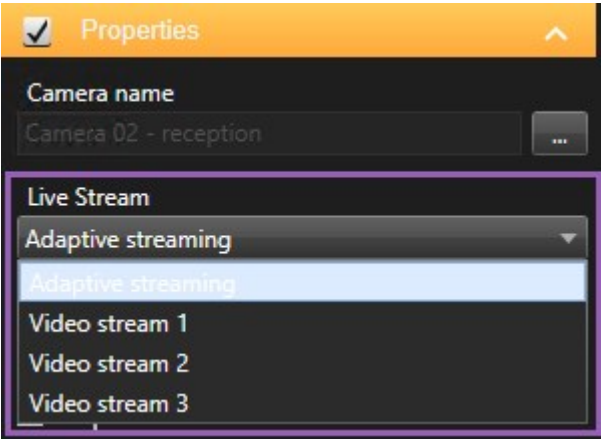 Properties
Camera name
Camera 02 - reception
...
Live Stream
Adaptive streaming
Adaptive streaming
Video stream 1
Video stream 2
Video stream 3